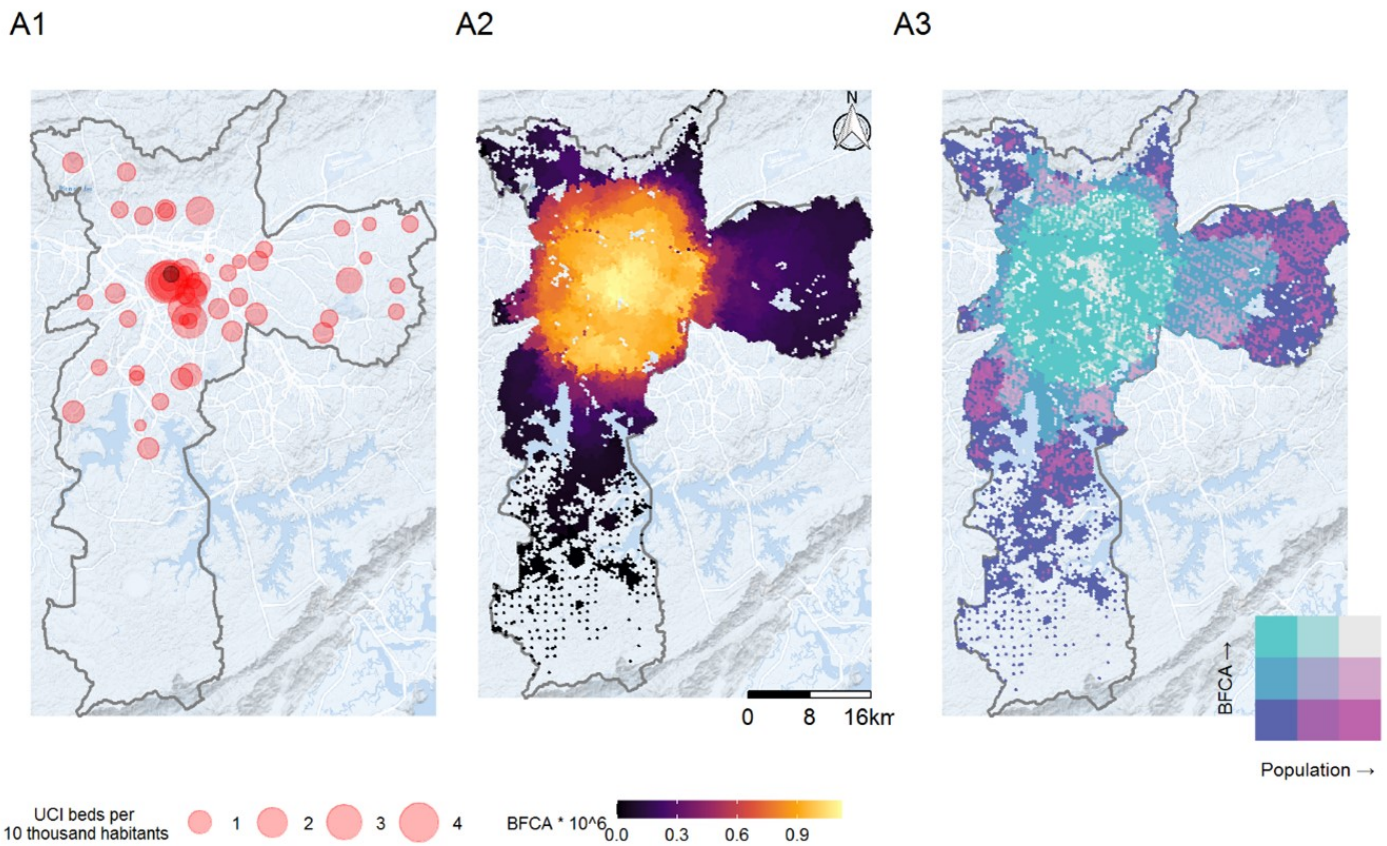 A1
A2
A3
N
0 8 16km
BFCA →
Population →
UCI beds per
10 thousand habitants
1 2 3 4
BFCA * 10^6
0.0 0.3 0.6 0.9